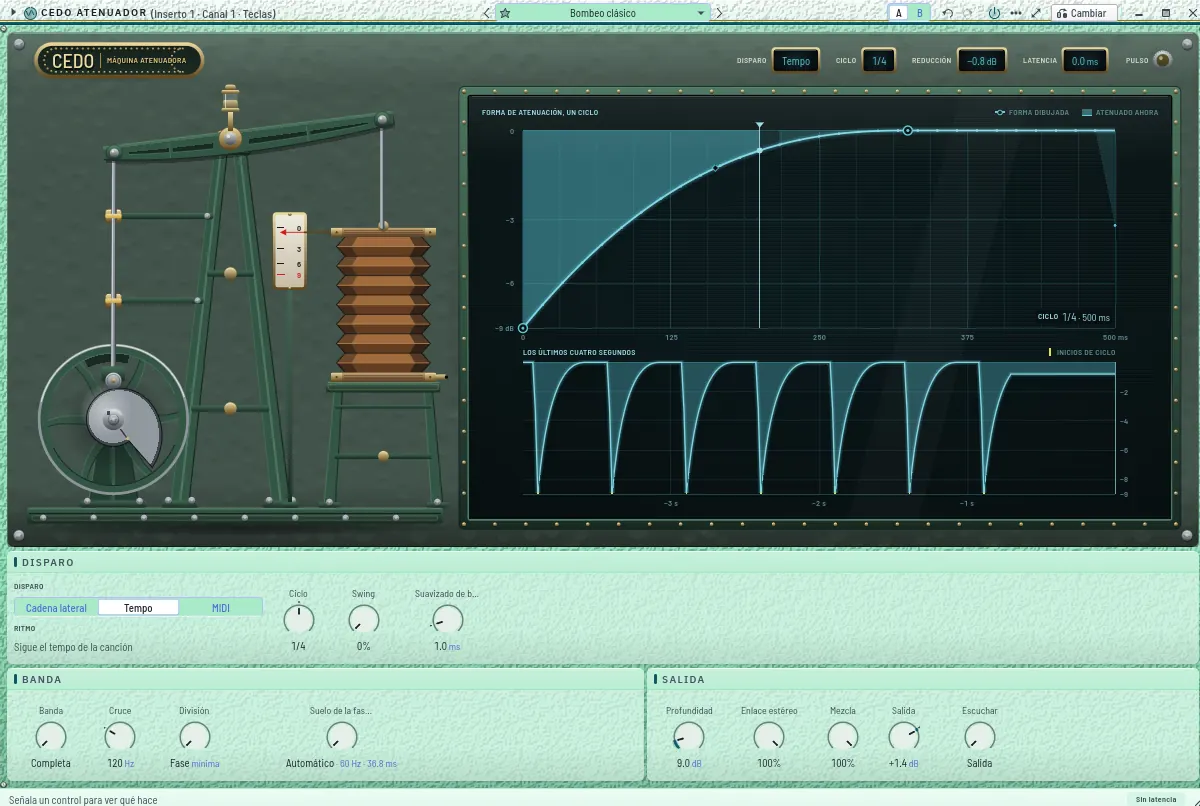 CEDO ATENUADOR (Inserto 1 · Canal 1 · Teclas)
Bombeo clásico
A B
Cambiar
CEDO MÁQUINA ATENUADORA
DISPARO Tempo CICLO 1/4 REDUCCIÓN −0.8 dB LATENCIA 0.0 ms PULSO
FORMA DE ATENUACIÓN, UN CICLO
FORMA DIBUJADA ATENUADO AHORA
0
−3
−6
−9 dB
CICLO 1/4 · 500 ms
0 125 250 375 500 ms
0
3
6
9
LOS ÚLTIMOS CUATRO SEGUNDOS
INICIOS DE CICLO
−2
−4
−6
−8
−9
−3 s −2 s −1 s
DISPARO
DISPARO
Cadena lateral Tempo MIDI
RITMO
Sigue el tempo de la canción
Ciclo Swing Suavizado de b...
1/4 0% 1.0 ms
BANDA
Banda Cruce División Suelo de la fas...
Completa 120 Hz Fase mínima Automático · 60 Hz · 36.8 ms
SALIDA
Profundidad Enlace estéreo Mezcla Salida Escuchar
9.0 dB 100% 100% +1.4 dB Salida
Señala un control para ver qué hace
Sin latencia